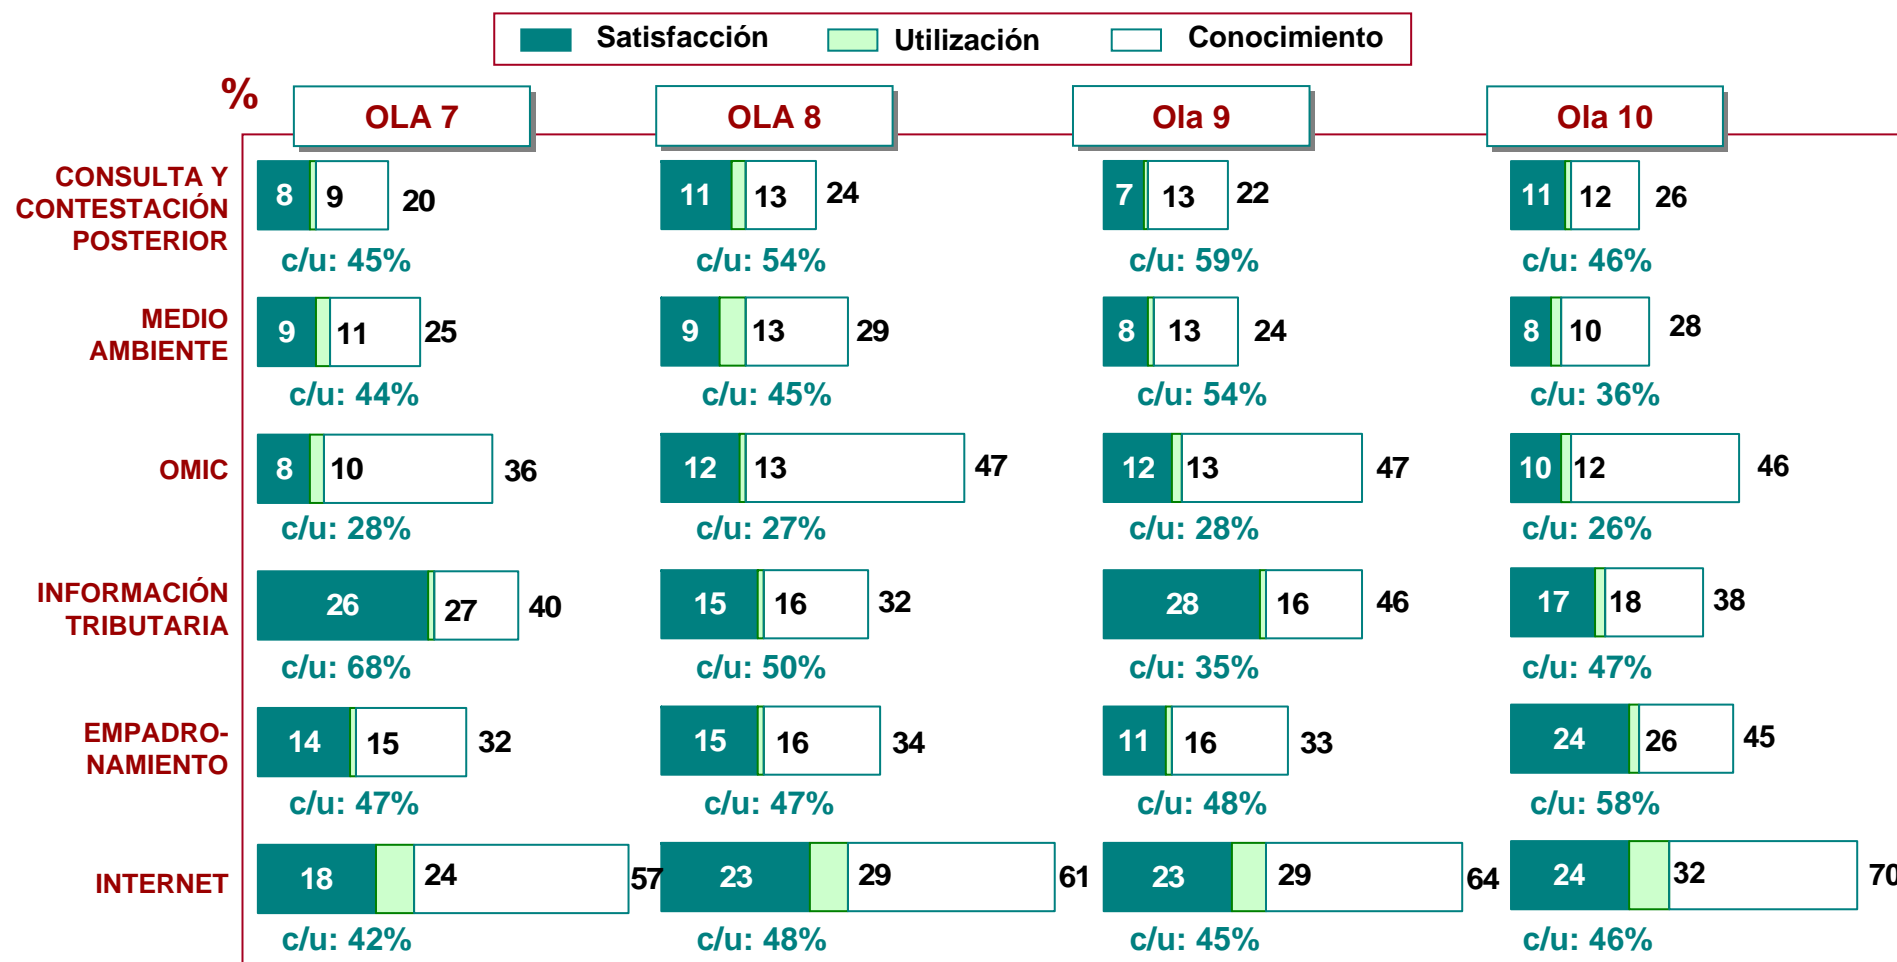 Satisfacción Utilización Conocimiento
%
OLA 7 OLA 8 Ola 9 Ola 10
CONSULTA Y
CONTESTACIÓN
POSTERIOR
8 9 20 11 13 24 7 13 22 11 12 26
c/u: 45% c/u: 54% c/u: 59% c/u: 46%
MEDIO
AMBIENTE
9 11 25 9 13 29 8 13 24 8 10 28
c/u: 44% c/u: 45% c/u: 54% c/u: 36%
OMIC
8 10 36 12 13 47 12 13 47 10 12 46
c/u: 28% c/u: 27% c/u: 28% c/u: 26%
INFORMACIÓN
TRIBUTARIA
26 27 40 15 16 32 28 16 46 17 18 38
c/u: 68% c/u: 50% c/u: 35% c/u: 47%
EMPADRO-
NAMIENTO
14 15 32 15 16 34 11 16 33 24 26 45
c/u: 47% c/u: 47% c/u: 48% c/u: 58%
INTERNET
18 24 57 23 29 61 23 29 64 24 32 70
c/u: 42% c/u: 48% c/u: 45% c/u: 46%